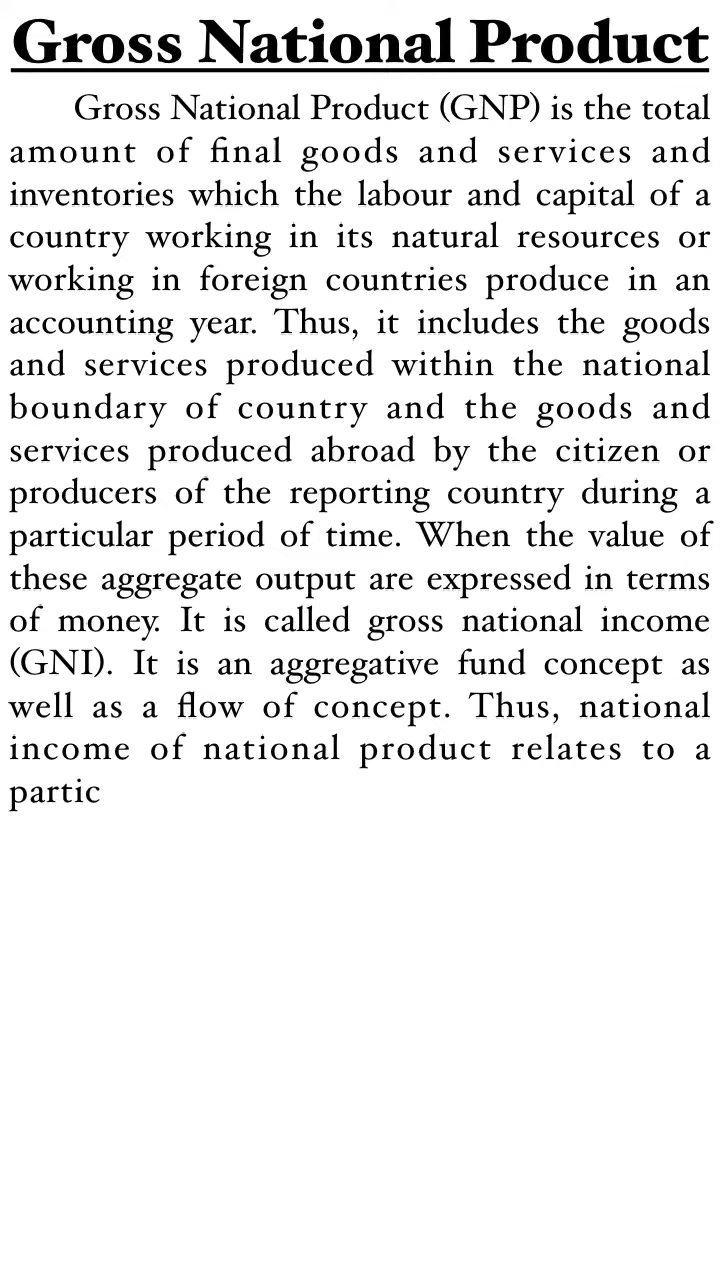 Gross National Product
Gross National Product (GNP) is the total
amount of final goods and services and
inventories which the labour and capital of a
country working in its natural resources or
working in foreign countries produce in an
accounting year. Thus, it includes the goods
and services produced within the national
boundary of country and the goods and
services produced abroad by the citizen or
producers of the reporting country during a
particular period of time. When the value of
these aggregate output are expressed in terms
of money. It is called gross national income
(GNI). It is an aggregative fund concept as
well as a flow of concept. Thus, national
income of national product relates to a
partic